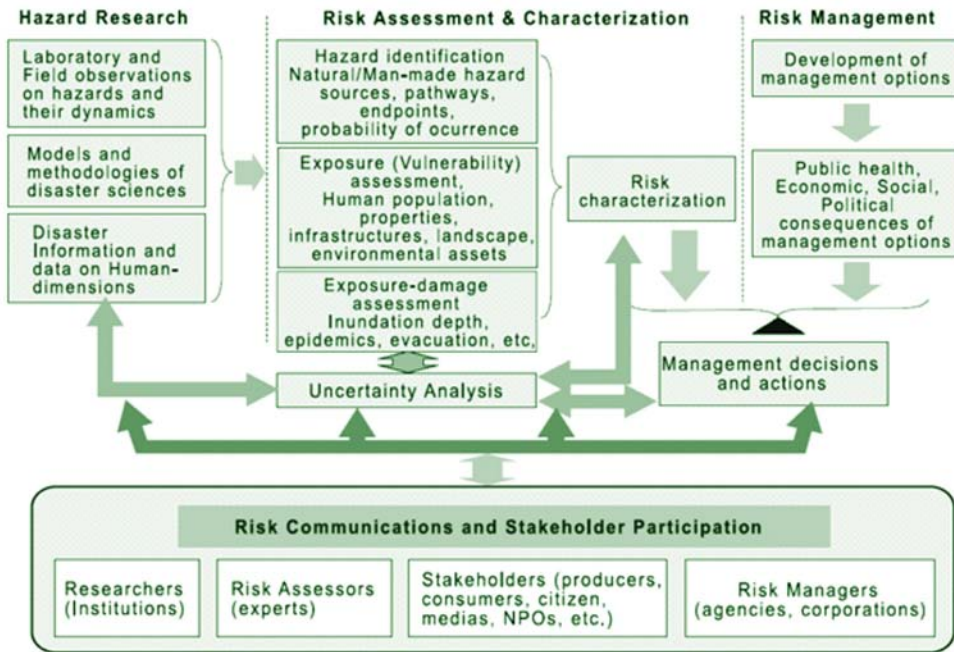 Hazard Research
Risk Assessment & Characterization
Risk Management
Laboratory and
Field observations
on hazards and
their dynamics
Models and
methodologies of
disaster sciences
Disaster
Information and
data on Human-
dimensions
Hazard identification
Natural/Man-made hazard
sources, pathways,
endpoints,
probability of ocurrence
Exposure (Vulnerability)
assessment,
Human population,
properties,
infrastructures, landscape,
environmental assets
Exposure-damage
assessment
Inundation depth,
epidemics, evacuation, etc,
Uncertainty Analysis
Risk
characterization
Development of
management options
Public health,
Economic, Social,
Political
consequences of
management options
Management decisions
and actions
Risk Communications and Stakeholder Participation
Researchers
(Institutions)
Risk Assessors
(experts)
Stakeholders (producers,
consumers, citizen,
medias, NPOs, etc.)
Risk Managers
(agencies, corporations)